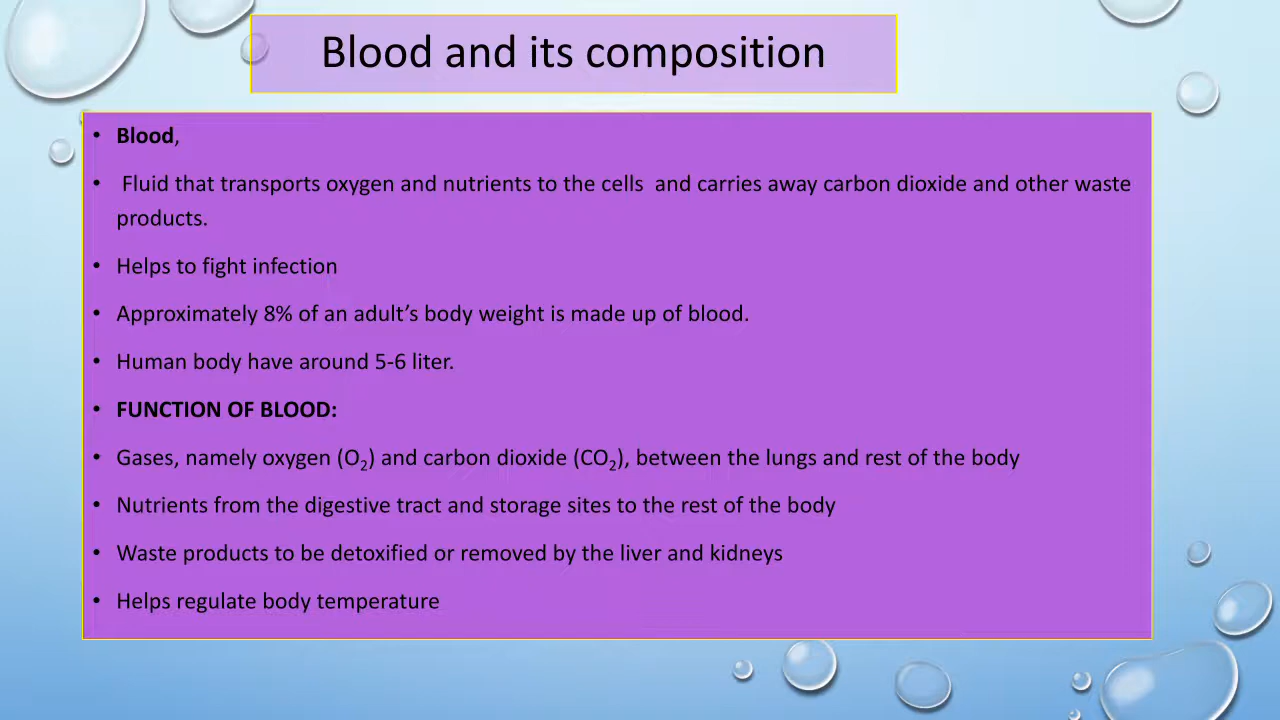 Blood and its composition
• Blood,
• Fluid that transports oxygen and nutrients to the cells  and carries away carbon dioxide and other waste
products.
• Helps to fight infection
• Approximately 8% of an adult’s body weight is made up of blood.
• Human body have around 5-6 liter.
• FUNCTION OF BLOOD:
• Gases, namely oxygen (O₂) and carbon dioxide (CO₂), between the lungs and rest of the body
• Nutrients from the digestive tract and storage sites to the rest of the body
• Waste products to be detoxified or removed by the liver and kidneys
• Helps regulate body temperature